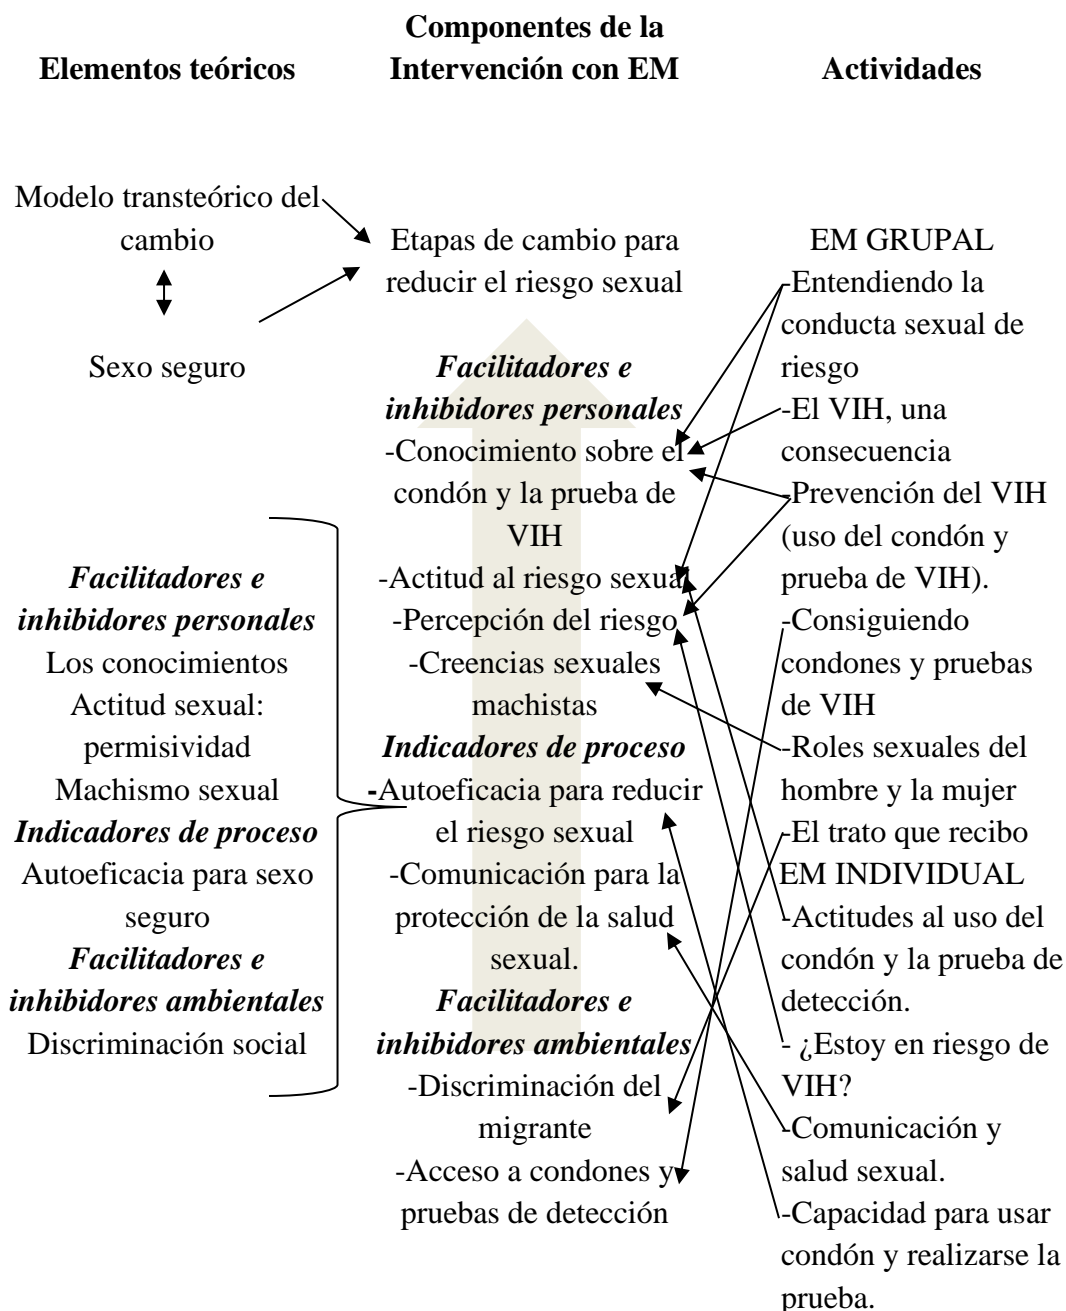 Elementos teóricos
Componentes de la
Intervención con EM
Actividades
Modelo transteórico del
cambio
Sexo seguro
Facilitadores e
inhibidores personales
Los conocimientos
Actitud sexual:
permisividad
Machismo sexual
Indicadores de proceso
Autoeficacia para sexo
seguro
Facilitadores e
inhibidores ambientales
Discriminación social
Etapas de cambio para
reducir el riesgo sexual
Facilitadores e
inhibidores personales
-Conocimiento sobre el
condón y la prueba de
VIH
-Actitud al riesgo sexual
-Percepción del riesgo
-Creencias sexuales
machistas
Indicadores de proceso
-Autoeficacia para reducir
el riesgo sexual
-Comunicación para la
protección de la salud
sexual.
Facilitadores e
inhibidores ambientales
-Discriminación del
migrante
-Acceso a condones y
pruebas de detección
EM GRUPAL
-Entendiendo la
conducta sexual de
riesgo
-El VIH, una
consecuencia
-Prevención del VIH
(uso del condón y
prueba de VIH).
-Consiguiendo
condones y pruebas
de VIH
-Roles sexuales del
hombre y la mujer
-El trato que recibo
EM INDIVIDUAL
-Actitudes al uso del
condón y la prueba de
detección.
- ¿Estoy en riesgo de
VIH?
-Comunicación y
salud sexual.
-Capacidad para usar
condón y realizarse la
prueba.